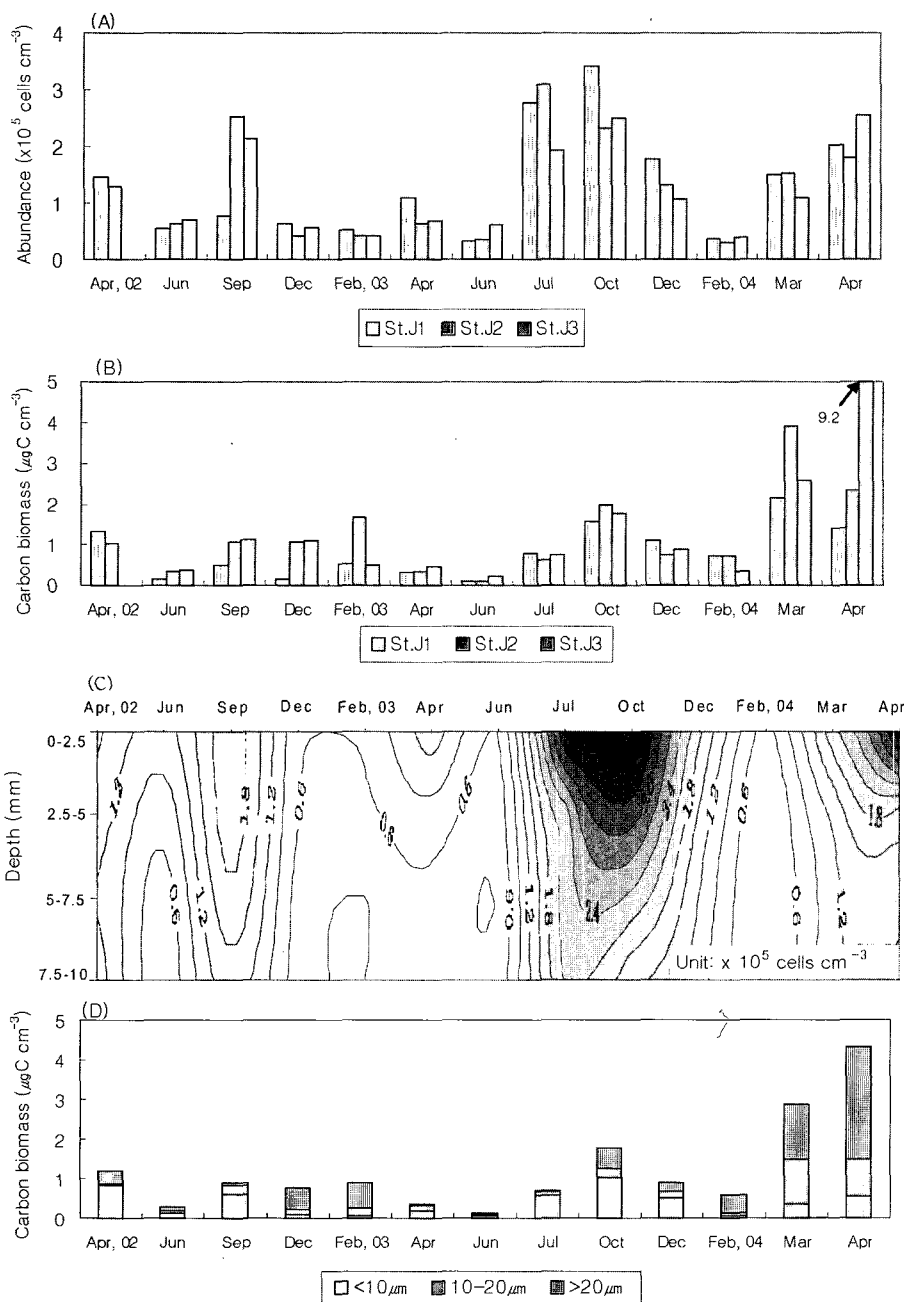 (A)
Abundance (x10⁵ cells cm⁻³)
4
3
2
1
0
Apr, 02 Jun Sep Dec Feb, 03 Apr Jun Jul Oct Dec Feb, 04 Mar Apr
St.J1 St.J2 St.J3
(B)
Carbon biomass (μgC cm⁻³)
5
4
3
2
1
0
9.2
Apr, 02 Jun Sep Dec Feb, 03 Apr Jun Jul Oct Dec Feb, 04 Mar Apr
St.J1 St.J2 St.J3
(C)
Apr, 02 Jun Sep Dec Feb, 03 Apr Jun Jul Oct Dec Feb, 04 Mar Apr
Depth (mm)
0-2.5
2.5-5
5-7.5
7.5-10
1.8 1.2 0.6 0.6 1.8 1.2 0.6
0.6 1.2 0.6 1.2 1.8 2.4 0.6 1.2
Unit: x 10⁵ cells cm⁻³
(D)
Carbon biomass (μgC cm⁻³)
5
4
3
2
1
0
Apr, 02 Jun Sep Dec Feb, 03 Apr Jun Jul Oct Dec Feb, 04 Mar Apr
<10μm 10-20μm >20μm